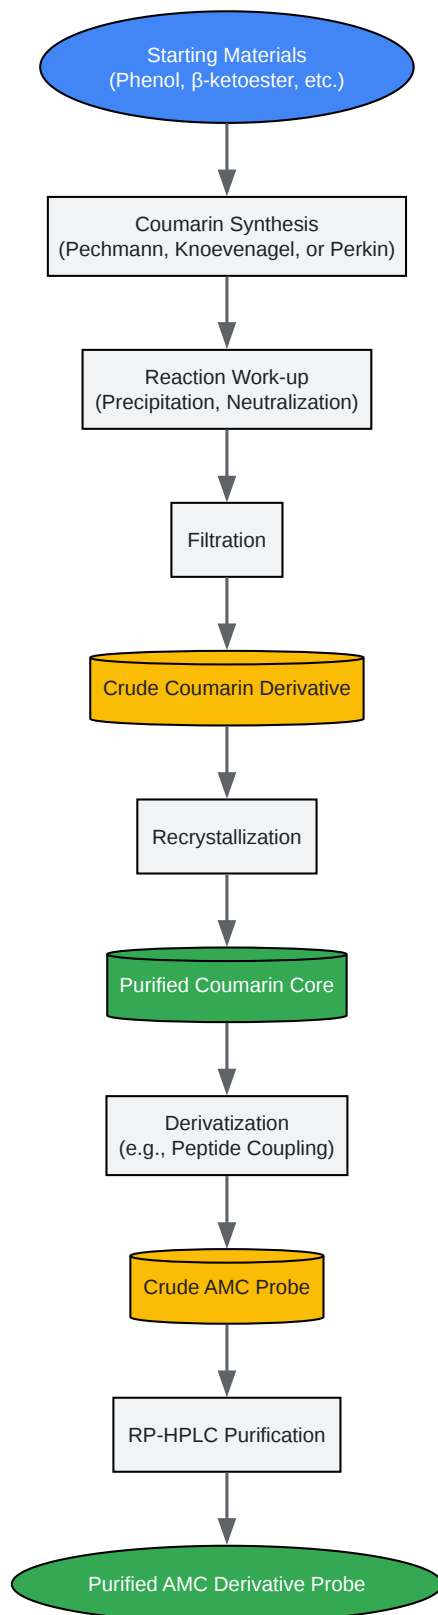 Starting Materials
(Phenol, β-ketoester, etc.)
Coumarin Synthesis
(Pechmann, Knoevenagel, or Perkin)
Reaction Work-up
(Precipitation, Neutralization)
Filtration
Crude Coumarin Derivative
Recrystallization
Purified Coumarin Core
Derivatization
(e.g., Peptide Coupling)
Crude AMC Probe
RP-HPLC Purification
Purified AMC Derivative Probe